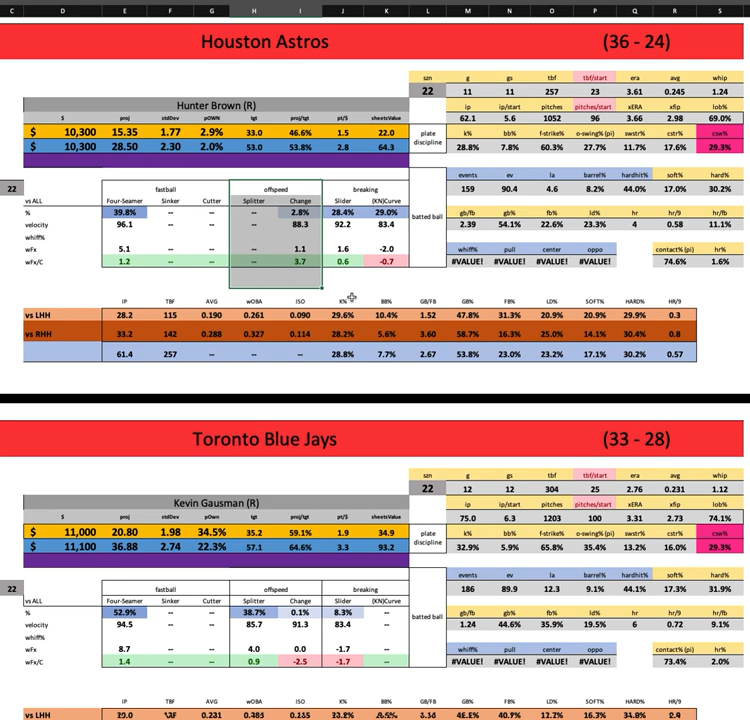 C D E F G H I J K L M N O P Q R S
Houston Astros (36 - 24)
szn g gs tbf tbf/start era avg whip
22 11 11 257 23 3.61 0.245 1.24
Hunter Brown (R) ip ip/start pitches pitches/start xERA xfip lob%
$ proj stdDev pOWN tgt proj/tgt pt/$ sheetsValue 62.1 5.6 1052 96 3.66 2.98 69.0%
$ 10,300 15.35 1.77 2.9% 33.0 46.6% 1.5 22.0 plate discipline k% bb% f-strike% o-swing% (pi) swstr% cstr% csw%
$ 10,300 28.50 2.30 2.0% 53.0 53.8% 2.8 64.3 28.8% 7.8% 60.3% 27.7% 11.7% 17.6% 29.3%
events ev la barrel% hardhit% soft% hard%
22 fastball offspeed breaking 159 90.4 4.6 8.2% 44.0% 17.0% 30.2%
vs ALL Four-Seamer Sinker Cutter Splitter Change Slider (KN)Curve
% 39.8% -- -- -- 2.8% 28.4% 29.0% batted ball gb/fb gb% fb% ld% hr hr/9 hr/fb
velocity 96.1 -- -- -- 88.3 92.2 83.4 2.39 54.1% 22.6% 23.3% 4 0.58 11.1%
whiff%
wFx 5.1 -- -- -- 1.1 1.6 -2.0 whiff% pull center oppo contact% (pi) hr%
wFx/C 1.2 -- -- -- 3.7 0.6 -0.7 #VALUE! #VALUE! #VALUE! #VALUE! 74.6% 1.6%
IP TBF AVG wOBA ISO K% BB% GB/FB GB% FB% LD% SOFT% HARD% HR/9
vs LHH 28.2 115 0.190 0.261 0.090 29.6% 10.4% 1.52 47.8% 31.3% 20.9% 20.9% 29.9% 0.3
vs RHH 33.2 142 0.288 0.327 0.114 28.2% 5.6% 3.60 58.7% 16.3% 25.0% 14.1% 30.4% 0.8
61.4 257 -- -- -- 28.8% 7.7% 2.67 53.8% 23.0% 23.2% 17.1% 30.2% 0.57
Toronto Blue Jays (33 - 28)
szn g gs tbf tbf/start era avg whip
22 12 12 304 25 2.76 0.231 1.12
Kevin Gausman (R) ip ip/start pitches pitches/start xERA xfip lob%
$ proj stdDev pOwn tgt proj/tgt pt/$ sheetsValue 75.0 6.3 1203 100 3.31 2.73 74.1%
$ 11,000 20.80 1.98 34.5% 35.2 59.1% 1.9 34.9 plate discipline k% bb% f-strike% o-swing% (pi) swstr% cstr% csw%
$ 11,100 36.88 2.74 22.3% 57.1 64.6% 3.3 93.2 32.9% 5.9% 65.8% 35.4% 13.2% 16.0% 29.3%
events ev la barrel% hardhit% soft% hard%
22 fastball offspeed breaking 186 89.9 12.3 9.1% 44.1% 17.3% 31.9%
vs ALL Four-Seamer Sinker Cutter Splitter Change Slider (KN)Curve
% 52.9% -- -- 38.7% 0.1% 8.3% -- batted ball gb/fb gb% fb% ld% hr hr/9 hr/fb
velocity 94.5 -- -- 85.7 91.3 83.4 -- 1.24 44.6% 35.9% 19.5% 6 0.72 9.1%
whiff%
wFx 8.7 -- -- 4.0 0.0 -1.7 -- whiff% pull center oppo contact% (pi) hr%
wFx/C 1.4 -- -- 0.9 -2.5 -1.7 -- #VALUE! #VALUE! #VALUE! #VALUE! 73.4% 2.0%
IP TBF AVG wOBA ISO K% BB% GB/FB GB% FB% LD% SOFT% HARD% HR/9
vs LHH 0.231 40.9% 16.3%